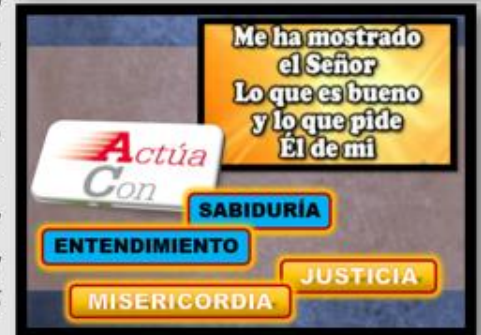 Me ha mostrado
el Señor
Lo que es bueno
y lo que pide
Él de mi
Actúa
Con
SABIDURÍA
ENTENDIMIENTO
JUSTICIA
MISERICORDIA